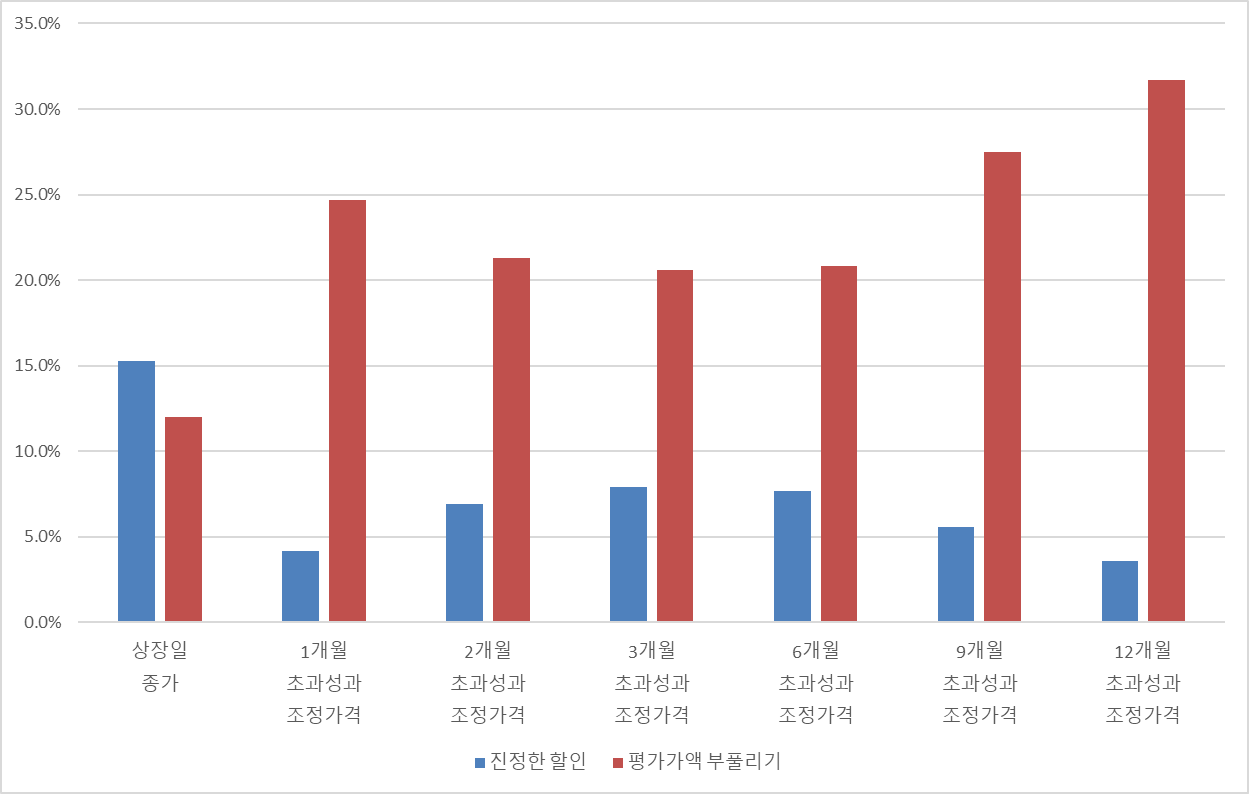 35.0%
30.0%
25.0%
20.0%
15.0%
10.0%
5.0%
0.0%
상장일
종가
1개월
초과성과
조정가격
2개월
초과성과
조정가격
3개월
초과성과
조정가격
6개월
초과성과
조정가격
9개월
초과성과
조정가격
12개월
초과성과
조정가격
진정한 할인
평가가액 부풀리기